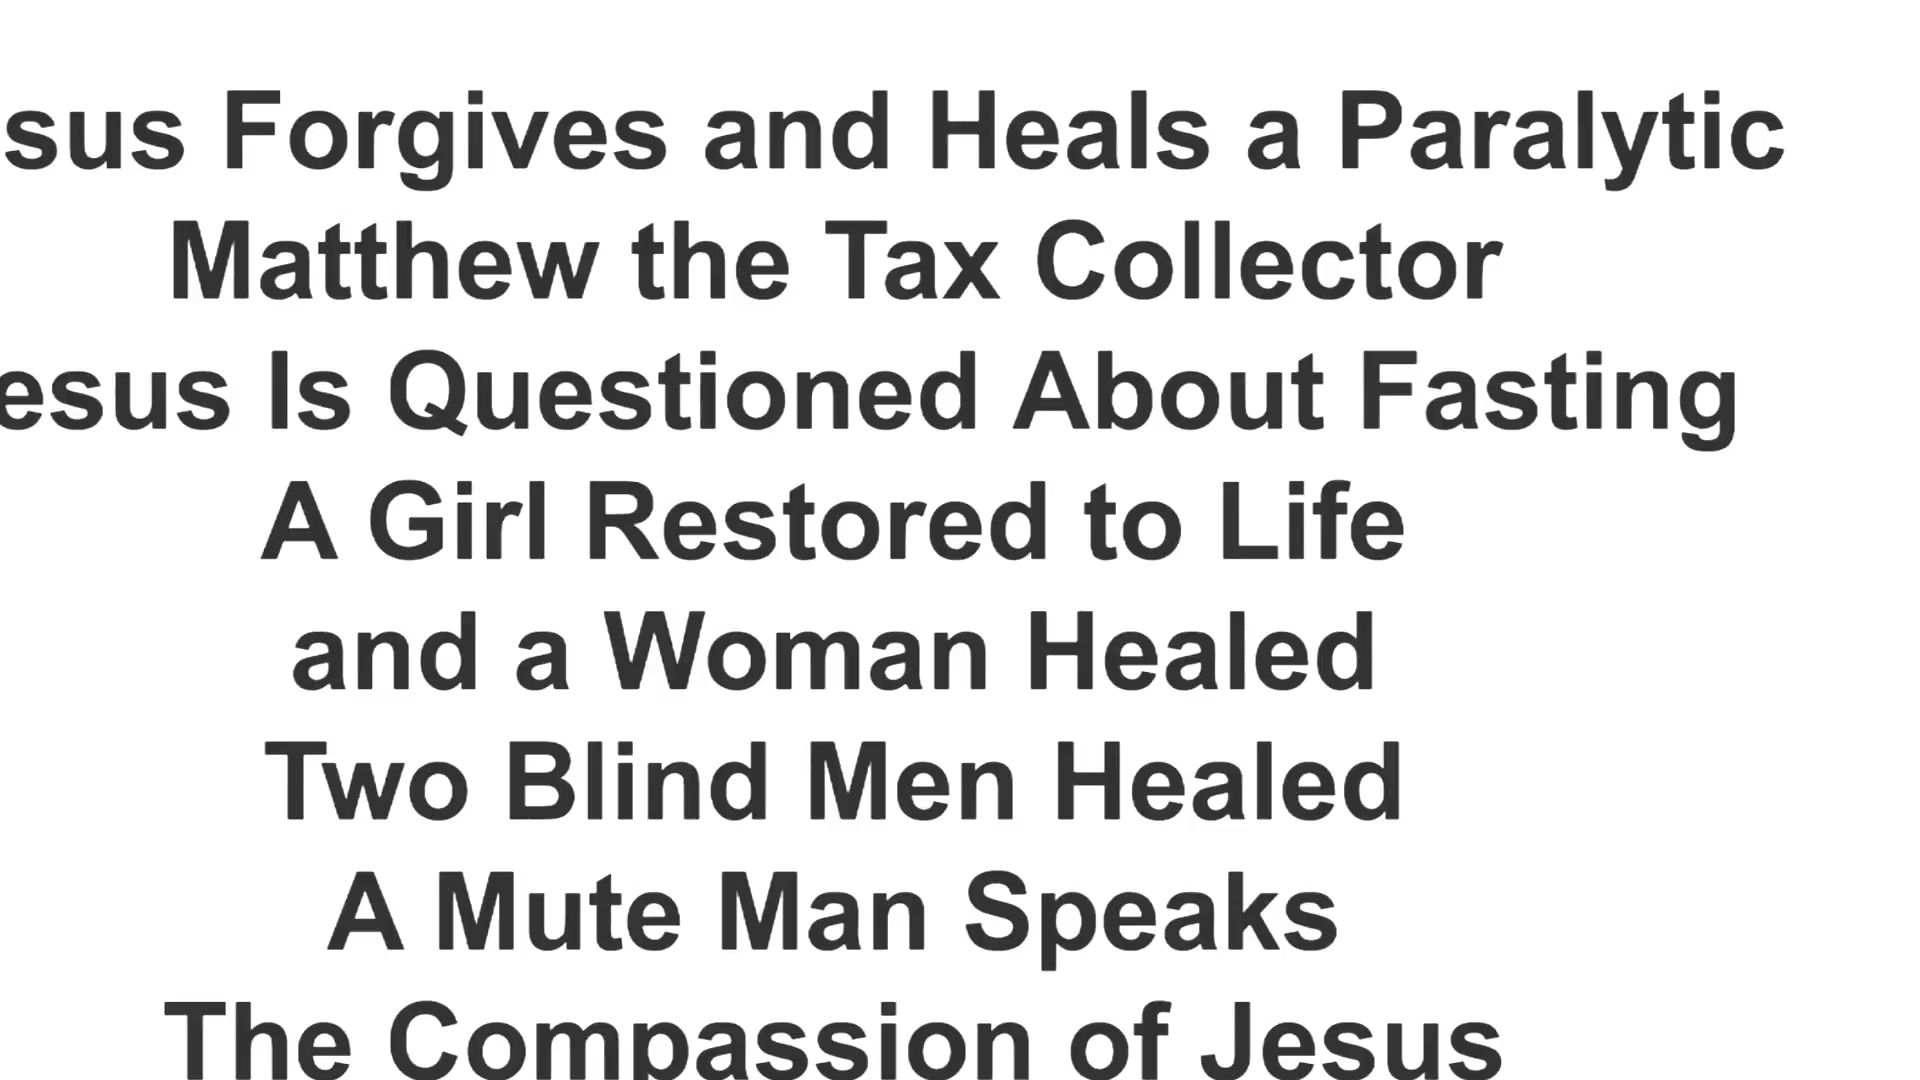 sus Forgives and Heals a Paralytic
Matthew the Tax Collector
esus Is Questioned About Fasting
A Girl Restored to Life
and a Woman Healed
Two Blind Men Healed
A Mute Man Speaks
The Compassion of Jesus